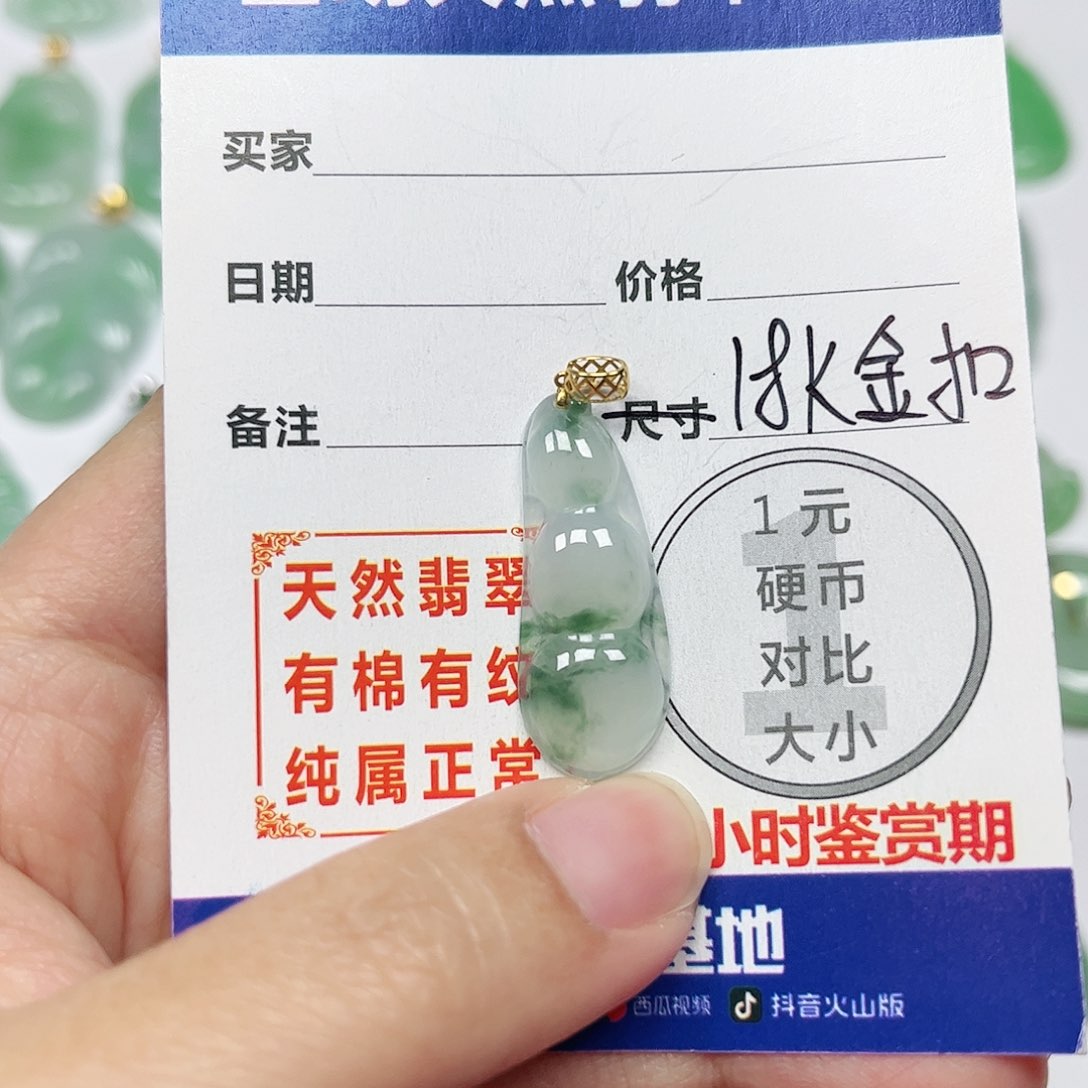 买家
日期 价格
备注 尺寸 18K金扣
天然翡翠
有棉有纹
纯属正常
1元
硬币
对比
大小
小时鉴赏期
基地
西瓜视频 抖音火山版